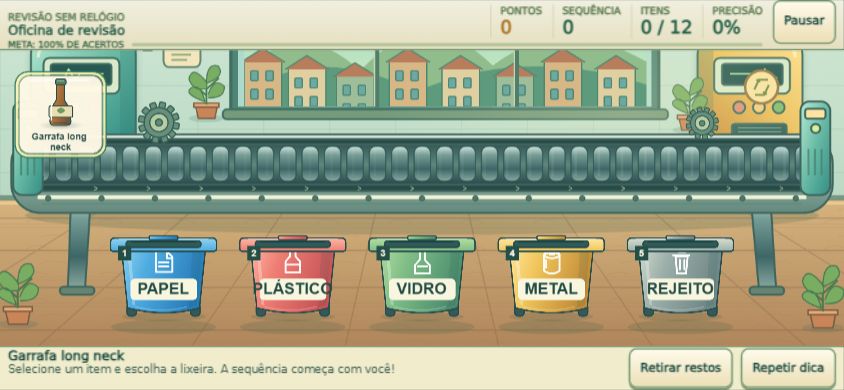 REVISÃO SEM RELÓGIO
Oficina de revisão
META: 100% DE ACERTOS
PONTOS
0
SEQUÊNCIA
0
ITENS
0 / 12
PRECISÃO
0%
Pausar
Garrafa long
neck
1
PAPEL
2
PLÁSTICO
3
VIDRO
4
METAL
5
REJEITO
Garrafa long neck
Selecione um item e escolha a lixeira. A sequência começa com você!
Retirar restos
Repetir dica